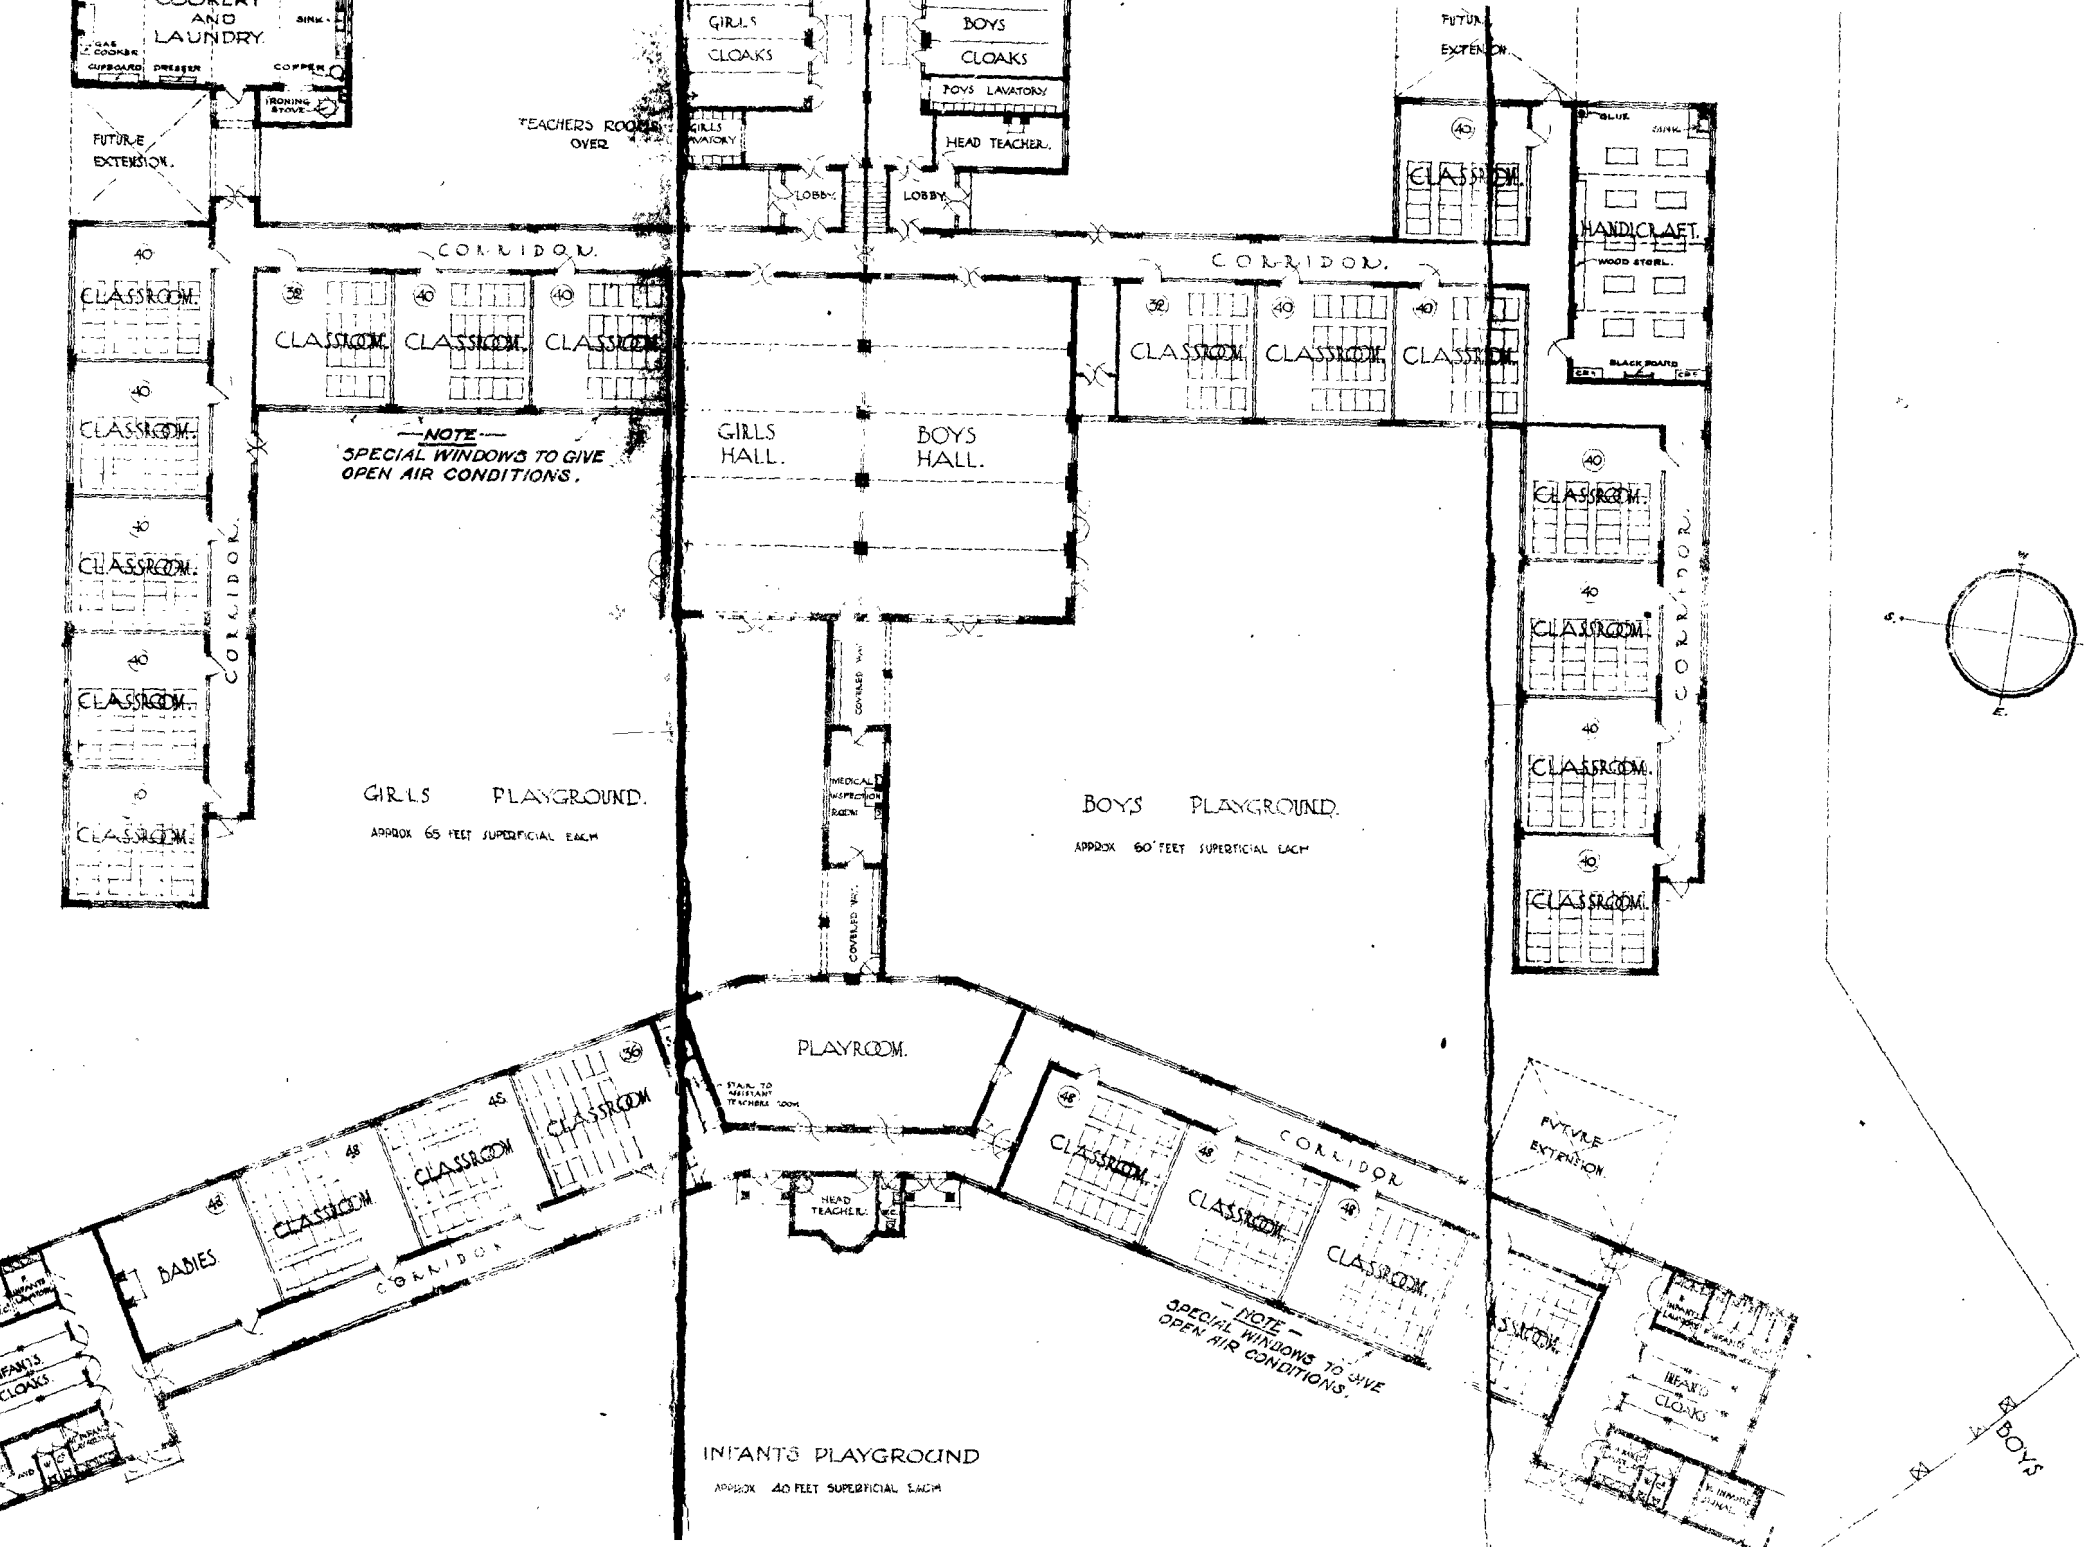 COOKERY
AND
LAUNDRY.
SINK.
GAS
COOKER
CUPBOARD
DRESSER
COPPER
IRONING
STOVE
FUTURE
EXTENSION.
TEACHERS ROOMS
OVER
GIRLS
CLOAKS
GIRLS
LAVATORY
BOYS
CLOAKS
BOYS LAVATORY
HEAD TEACHER.
LOBBY.
LOBBY.
FUTURE
EXTENSION.
40
CLASSROOM.
GLUE
SINK
HANDICRAFT.
WOOD STORE.
BLACK BOARD
CORRIDOR.
CORRIDOR.
40
CLASSROOM.
32
CLASSROOM.
40
CLASSROOM.
40
CLASSROOM.
32
CLASSROOM.
40
CLASSROOM.
40
CLASSROOM.
40
CLASSROOM.
40
CLASSROOM.
40
CLASSROOM.
40
CLASSROOM.
CORRIDOR.
NOTE
SPECIAL WINDOWS TO GIVE
OPEN AIR CONDITIONS.
GIRLS
HALL.
BOYS
HALL.
40
CLASSROOM.
40
CLASSROOM.
40
CLASSROOM.
40
CLASSROOM.
CORRIDOR.
W
S.
E.
COVERED WAY
MEDICAL
INSPECTION
ROOM
COVERED WAY.
GIRLS PLAYGROUND.
APPROX 65 FEET SUPERFICIAL EACH
BOYS PLAYGROUND.
APPROX 60 FEET SUPERFICIAL EACH
PLAYROOM.
STAIR TO
ASSISTANT
TEACHERS ROOM
HEAD
TEACHER.
36
CLASSROOM
48
CLASSROOM
48
CLASSROOM
48
BABIES.
CORRIDOR
INFANTS
LAVATORY
INFANTS.
CLOAKS
48
CLASSROOM.
48
CLASSROOM.
48
CLASSROOM.
CLASSROOM.
CORRIDOR
FUTURE
EXTENSION.
NOTE
SPECIAL WINDOWS TO GIVE
OPEN AIR CONDITIONS.
INFANTS
CLOAKS
INFANTS PLAYGROUND
APPROX 40 FEET SUPERFICIAL EACH
BOYS